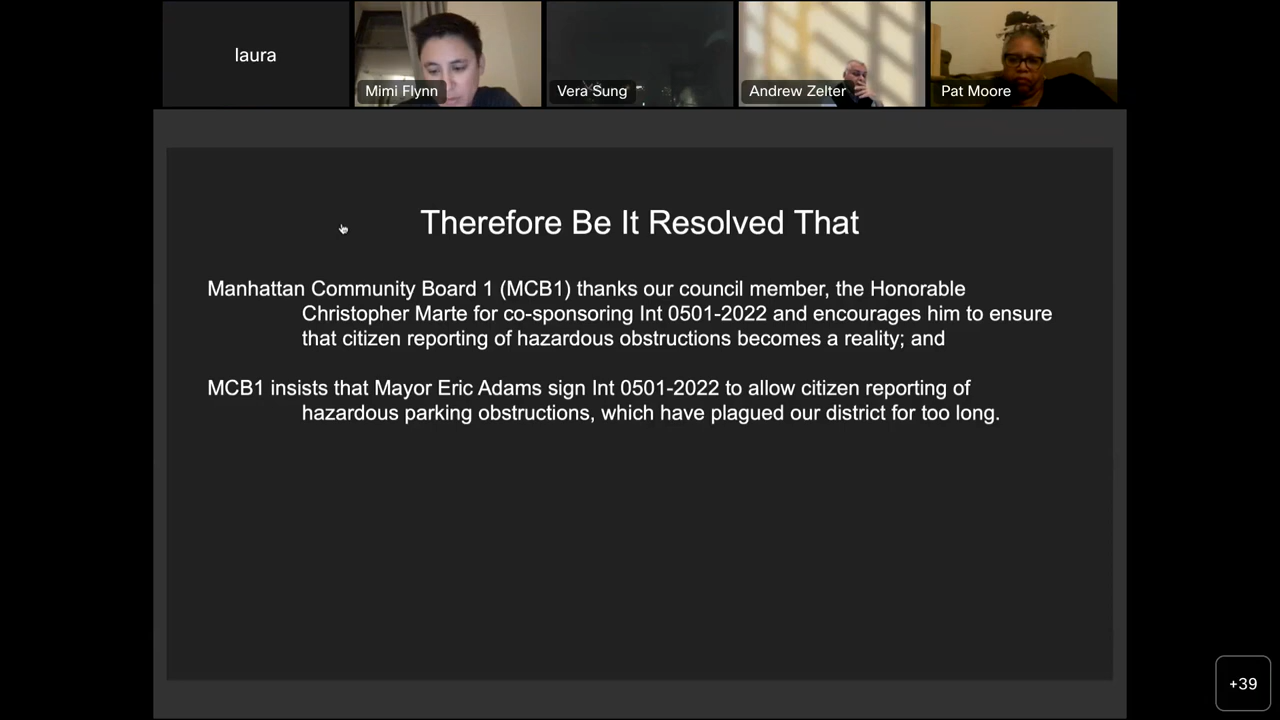 laura
Mimi Flynn
Vera Sung
Andrew Zelter
Pat Moore
Therefore Be It Resolved That
Manhattan Community Board 1 (MCB1) thanks our council member, the Honorable
Christopher Marte for co-sponsoring Int 0501-2022 and encourages him to ensure
that citizen reporting of hazardous obstructions becomes a reality; and
MCB1 insists that Mayor Eric Adams sign Int 0501-2022 to allow citizen reporting of
hazardous parking obstructions, which have plagued our district for too long.
+39